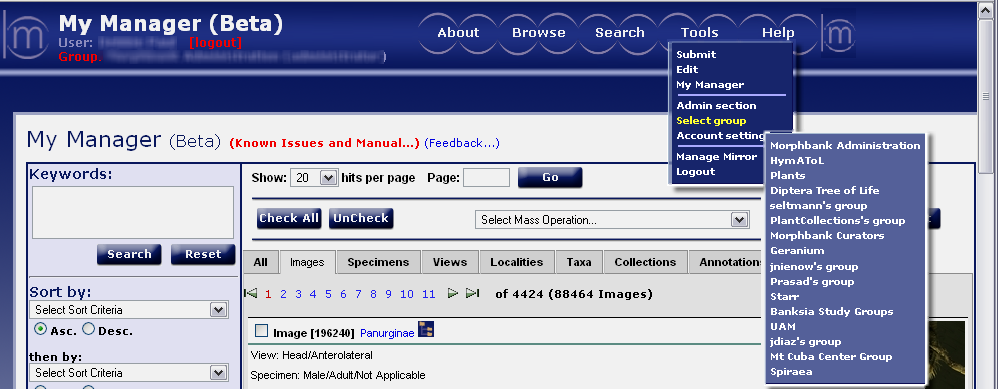 My Manager (Beta)
User: [logout]
Group.
About Browse Search Tools Help
Submit
Edit
My Manager
Admin section
Select group
Account setting
Manage Mirror
Logout
Morphbank Administration
HymAToL
Plants
Diptera Tree of Life
seltmann's group
PlantCollections's group
Morphbank Curators
Geranium
jnienow's group
Prasad's group
Starr
Banksia Study Groups
UAM
jdiaz's group
Mt Cuba Center Group
Spiraea
My Manager (Beta) (Known Issues and Manual...) (Feedback...)
Keywords:
Search Reset
Sort by:
Select Sort Criteria
Asc. Desc.
then by:
Select Sort Criteria
Show: 20 hits per page Page: Go
Check All UnCheck Select Mass Operation...
All Images Specimens Views Localities Taxa Collections Annotations
1 2 3 4 5 6 7 8 9 10 11 of 4424 (88464 Images)
Image [196240] Panurginae
View: Head/Anterolateral
Specimen: Male/Adult/Not Applicable